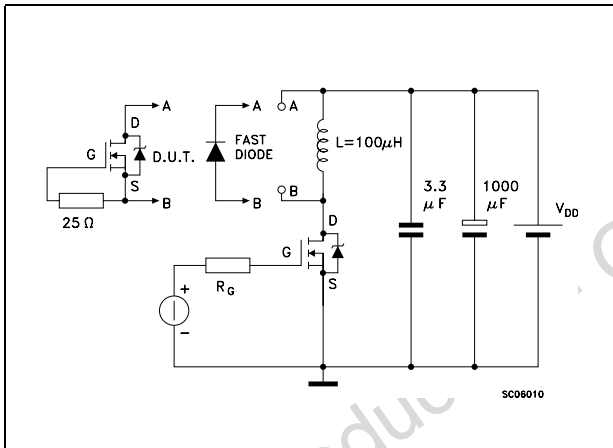 A
A
A
D
G
D.U.T.
FAST
DIODE
L=100μH
S
B
B
B
25 Ω
3.3
μF
1000
μF
VDD
D
G
S
RG
+
−
SC06010